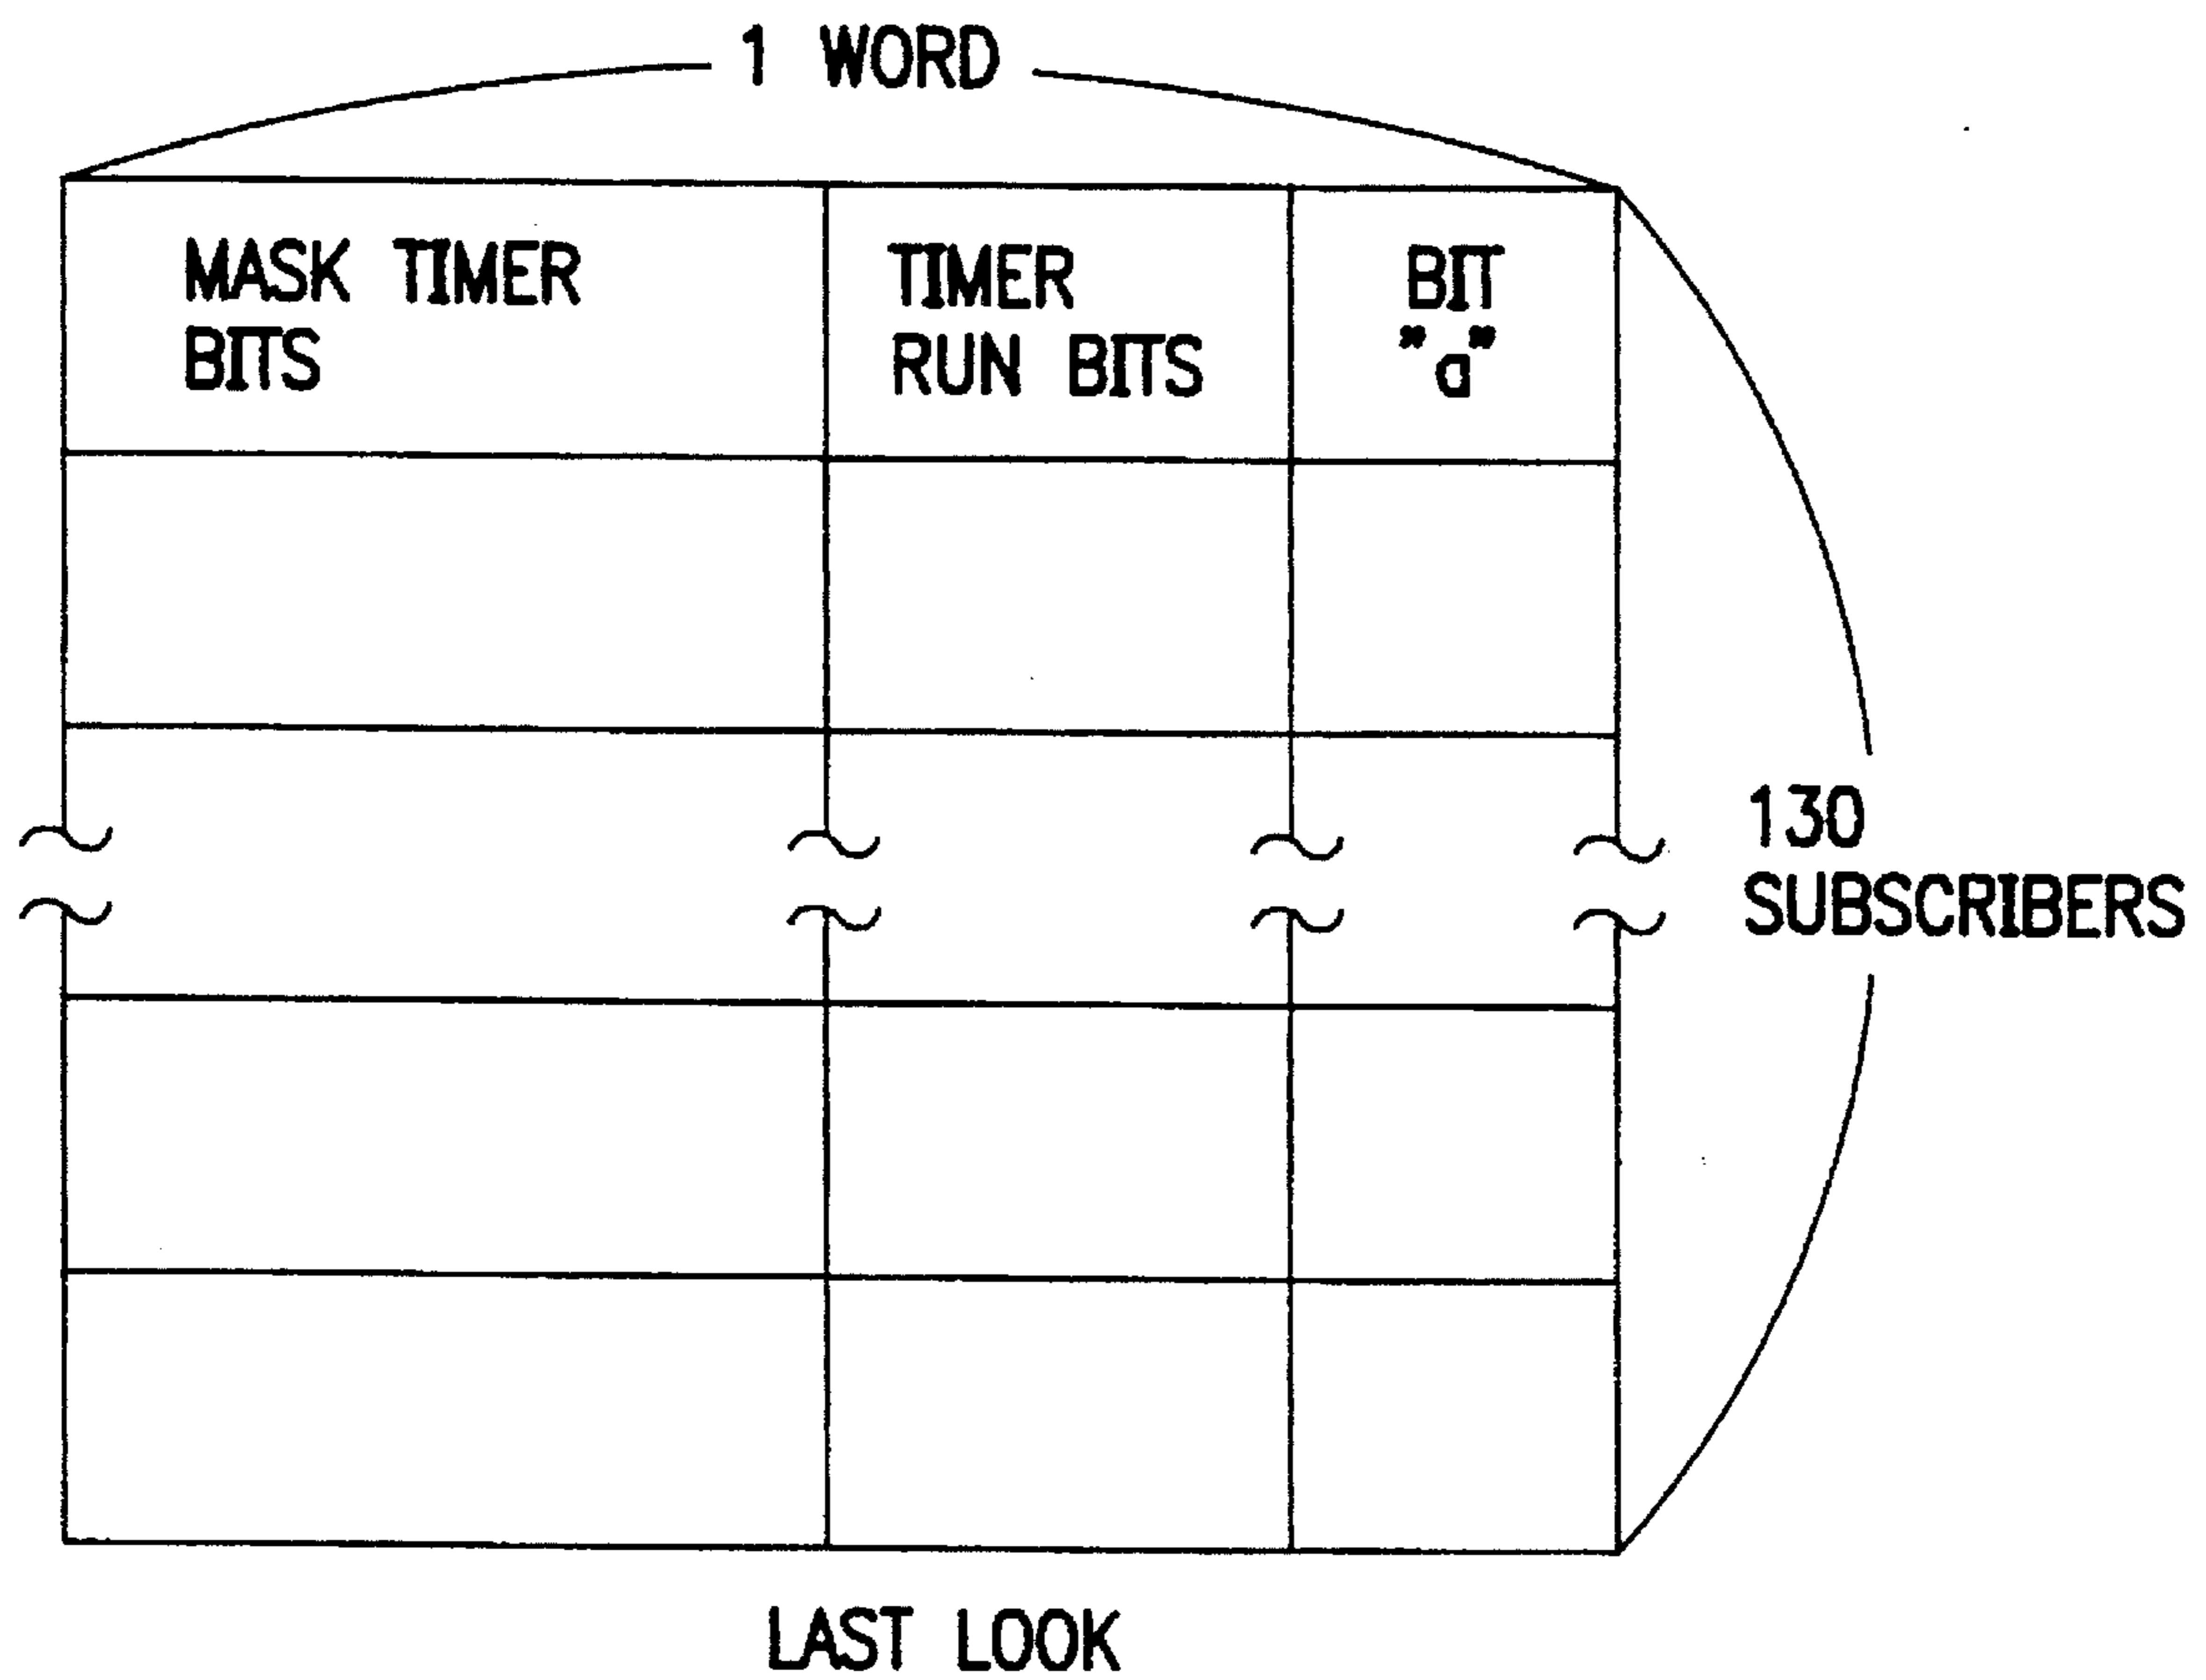 1 WORD
MASK TIMER
BITS
TIMER
RUN BITS
BIT
"a"
130
SUBSCRIBERS
LAST LOOK